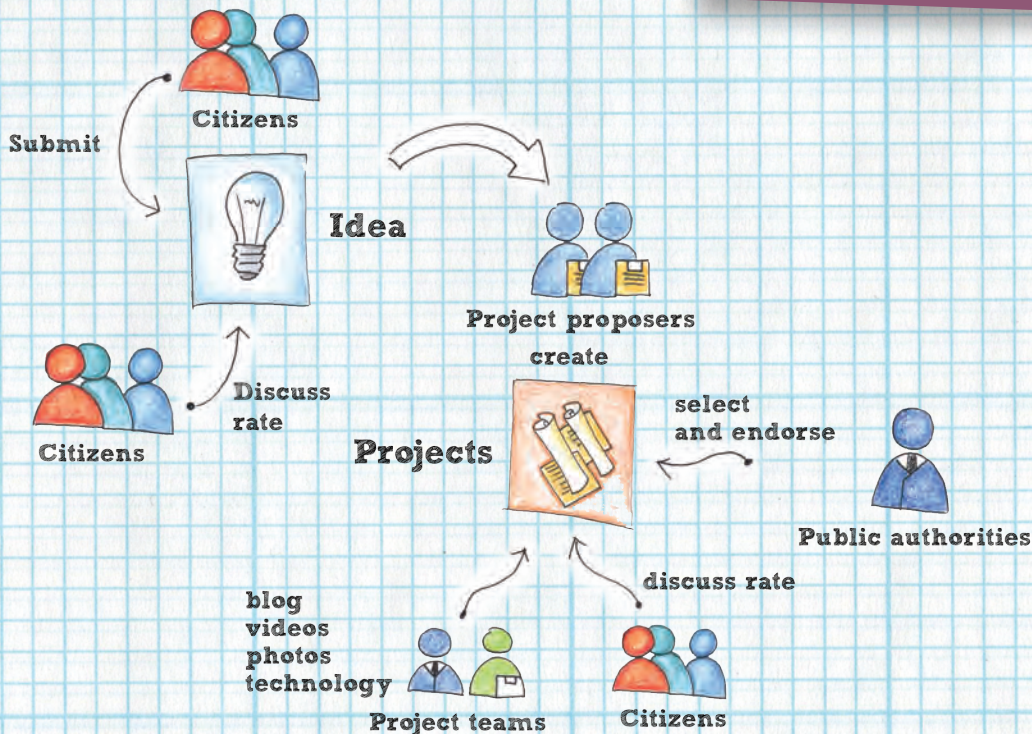 Citizens
Submit
Idea
Project proposers
create
Discuss
rate
Citizens
select
and endorse
Projects
Public authorities
discuss rate
blog
videos
photos
technology
Project teams
Citizens